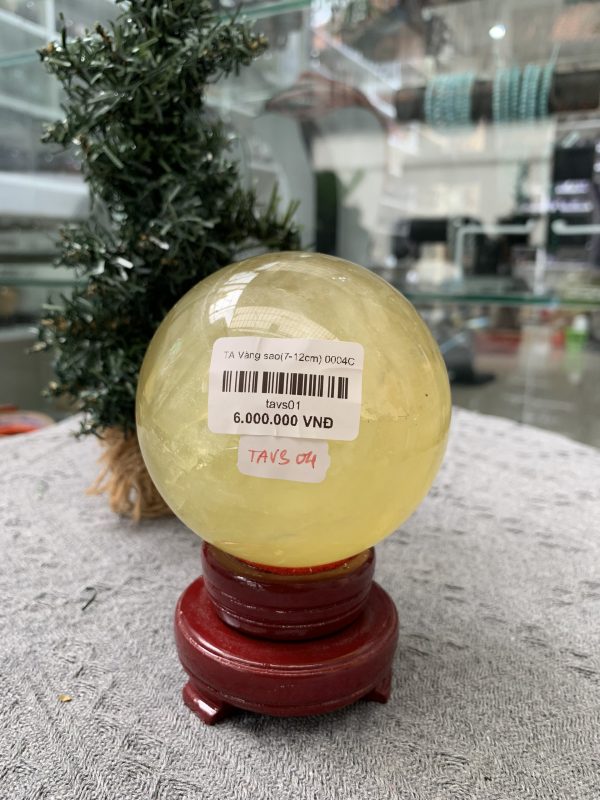 TA Vàng sao(7-12cm) 0004C
tavs01
6.000.000 VNĐ
TAVS 04